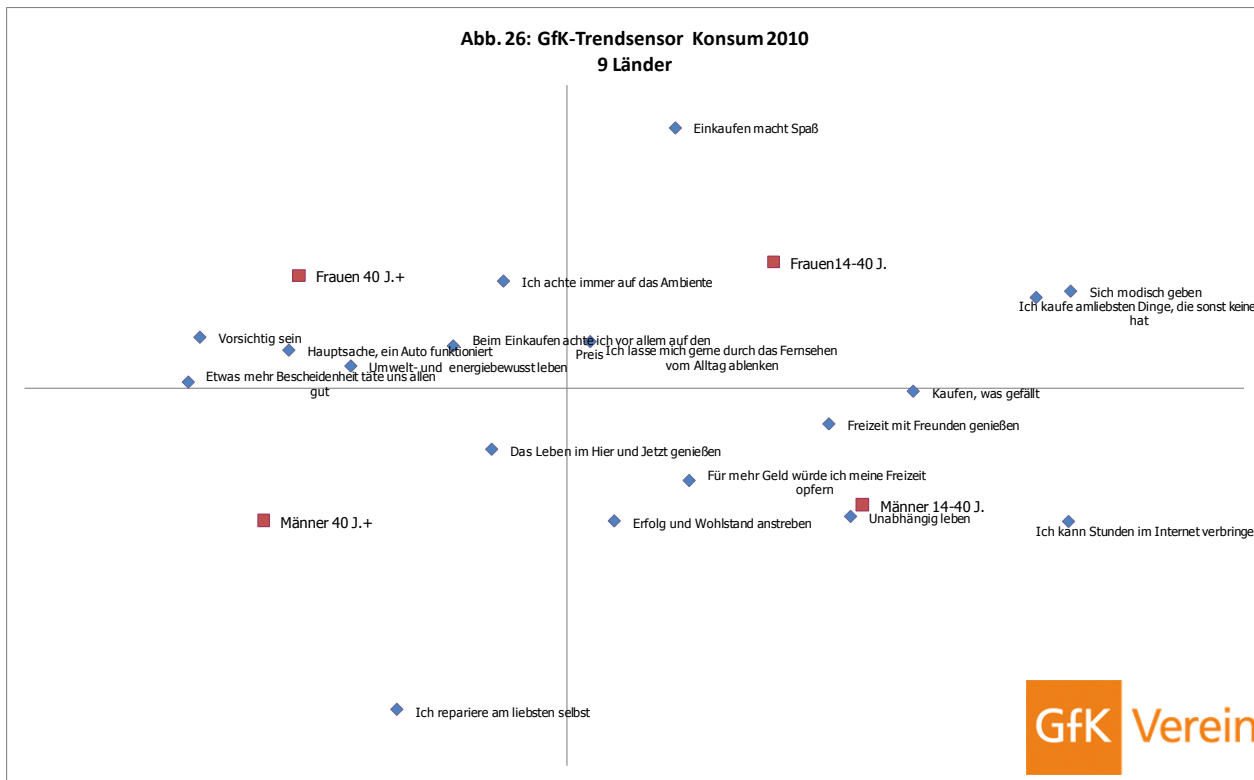 Abb. 26: GfK-Trendsensor Konsum 2010
9 Länder
Einkaufen macht Spaß
Frauen 14-40 J.
Frauen 40 J.+
Ich achte immer auf das Ambiente
Sich modisch geben
Ich kaufe am liebsten Dinge, die sonst keiner
hat
Vorsichtig sein
Hauptsache, ein Auto funktioniert
Beim Einkaufen achte ich vor allem auf den
Preis
Ich lasse mich gerne durch das Fernsehen
vom Alltag ablenken
Umwelt- und energiebewusst leben
Etwas mehr Bescheidenheit täte uns allen
gut
Kaufen, was gefällt
Freizeit mit Freunden genießen
Das Leben im Hier und Jetzt genießen
Für mehr Geld würde ich meine Freizeit
opfern
Männer 14-40 J.
Unabhängig leben
Männer 40 J.+
Erfolg und Wohlstand anstreben
Ich kann Stunden im Internet verbringe
Ich repariere am liebsten selbst
GfK Verein